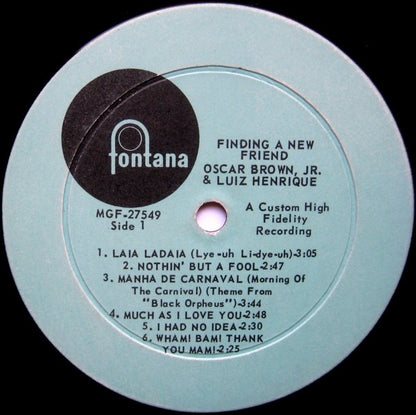 fontana
FINDING A NEW
FRIEND
OSCAR BROWN, JR.
& LUIZ HENRIQUE
MGF-27549
Side 1
A Custom High
Fidelity
Recording
1. LAIA LADAIA (Lye-uh Li-dye-uh)-3:05
2. NOTHIN' BUT A FOOL-2:47
3. MANHA DE CARNAVAL (Morning Of
The Carnival) (Theme From
"Black Orpheus")-3:44
4. MUCH AS I LOVE YOU-2:48
5. I HAD NO IDEA-2:30
6. WHAM! BAM! THANK
YOU MAM!-2:25